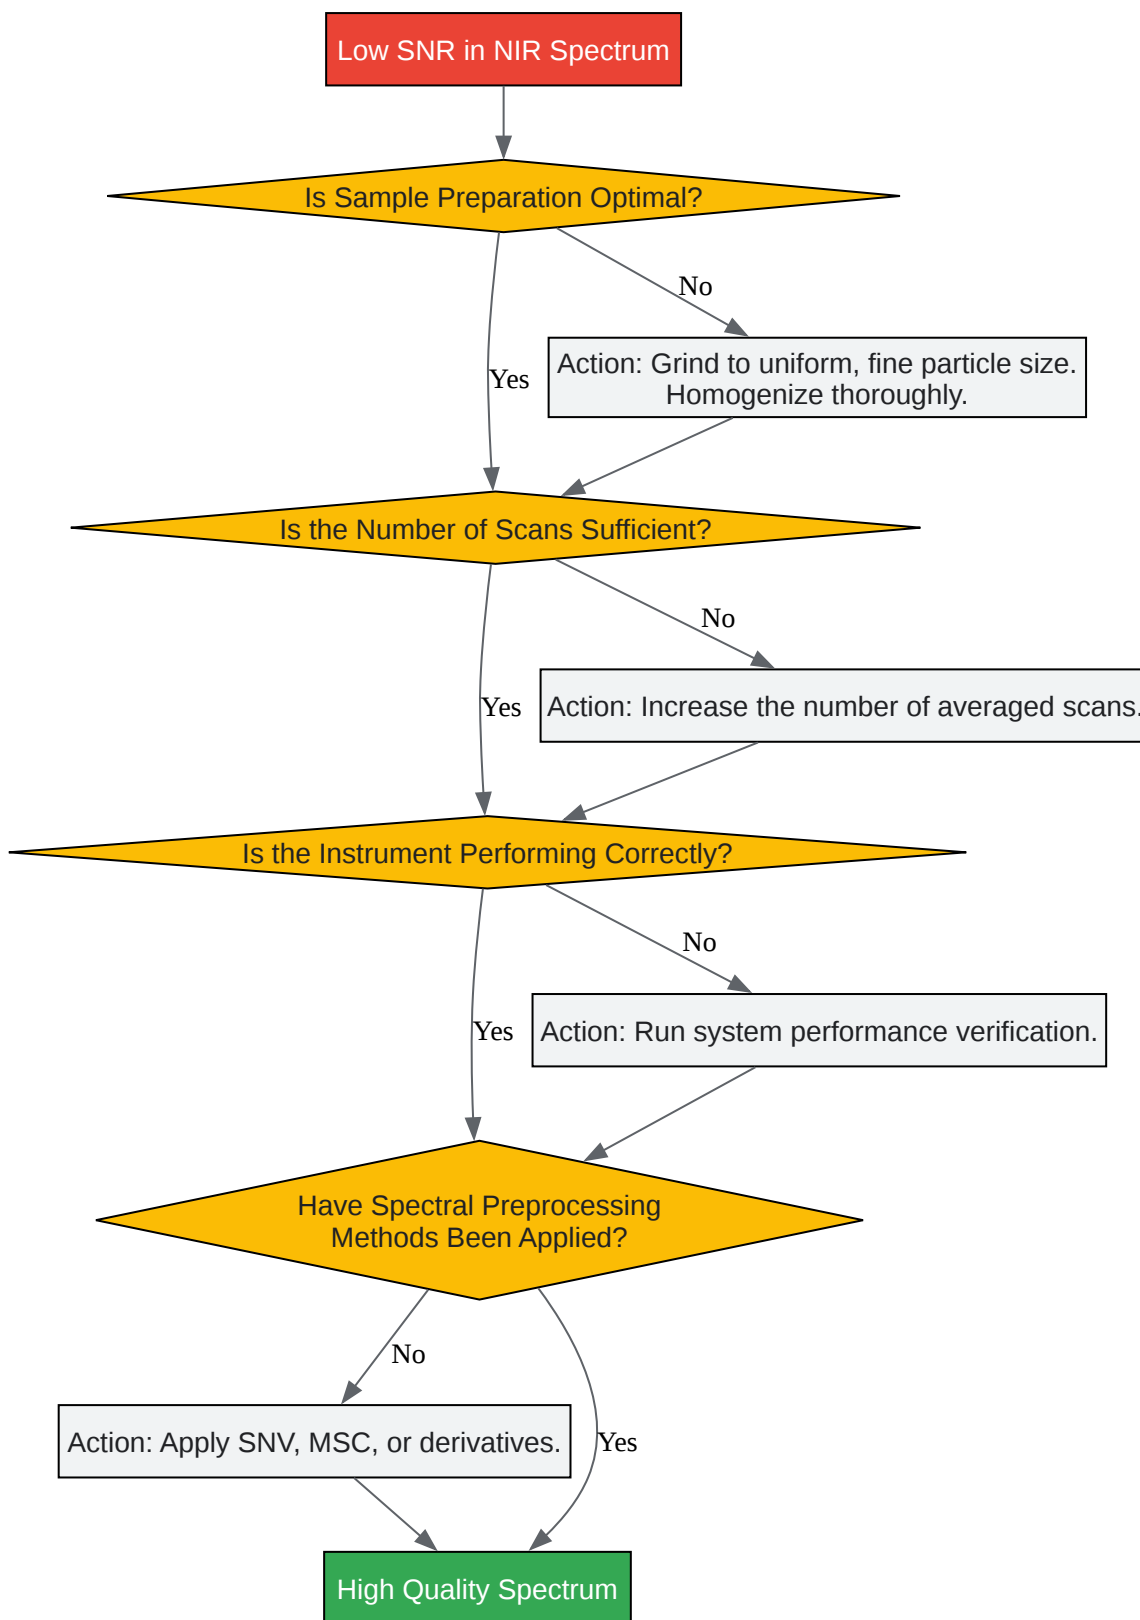 Low SNR in NIR Spectrum
Is Sample Preparation Optimal?
No
Yes
Action: Grind to uniform, fine particle size.
Homogenize thoroughly.
Is the Number of Scans Sufficient?
No
Yes
Action: Increase the number of averaged scans.
Is the Instrument Performing Correctly?
No
Yes
Action: Run system performance verification.
Have Spectral Preprocessing
Methods Been Applied?
No
Yes
Action: Apply SNV, MSC, or derivatives.
High Quality Spectrum